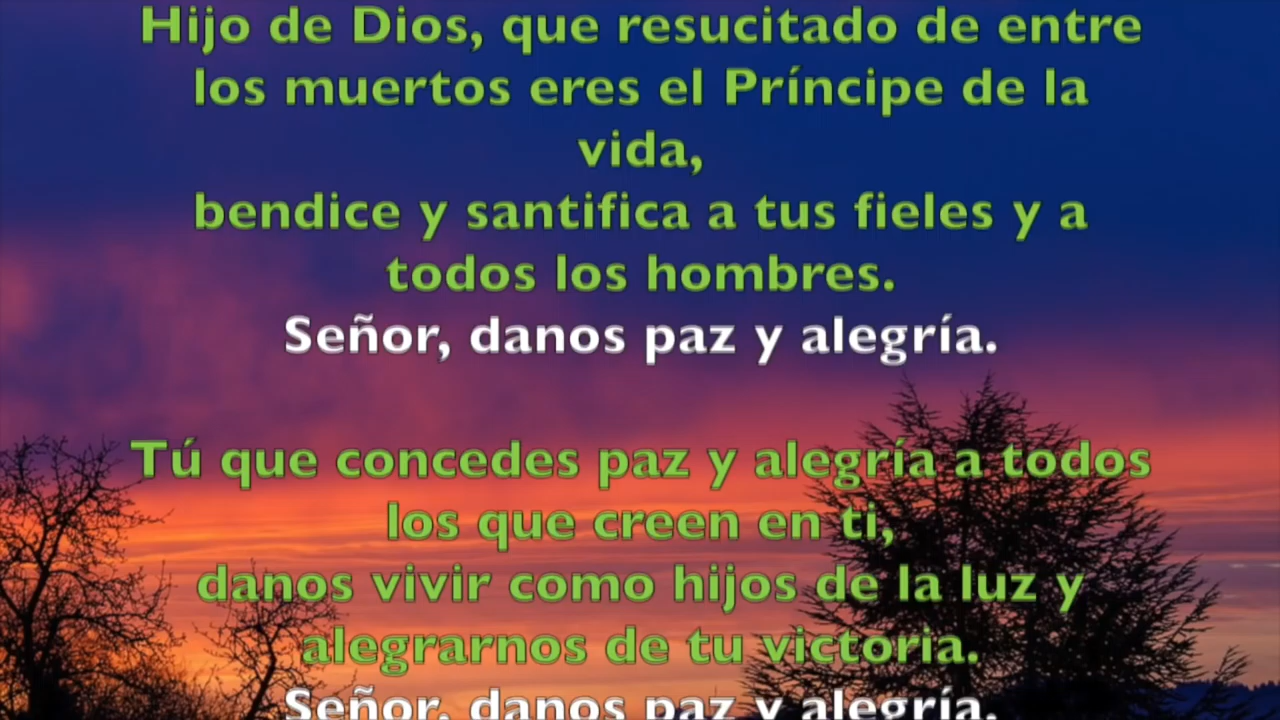 Hijo de Dios, que resucitado de entre
los muertos eres el Príncipe de la
vida,
bendice y santifica a tus fieles y a
todos los hombres.
Señor, danos paz y alegría.
Tú que concedes paz y alegría a todos
los que creen en ti,
danos vivir como hijos de la luz y
alegrarnos de tu victoria.
Señor, danos paz y alegría.